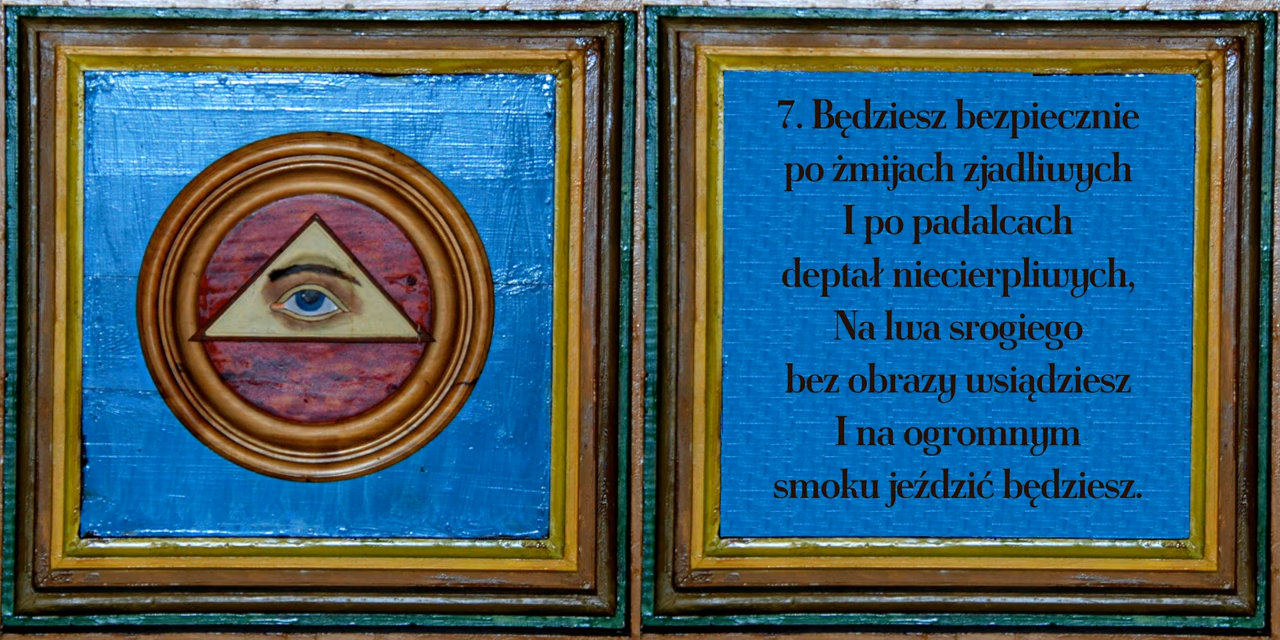 7. Będziesz bezpiecznie
po żmijach zjadliwych
I po padalcach
deptał niecierpliwych,
Na lwa srogiego
bez obrazy wsiądziesz
I na ogromnym
smoku jeździć będziesz.